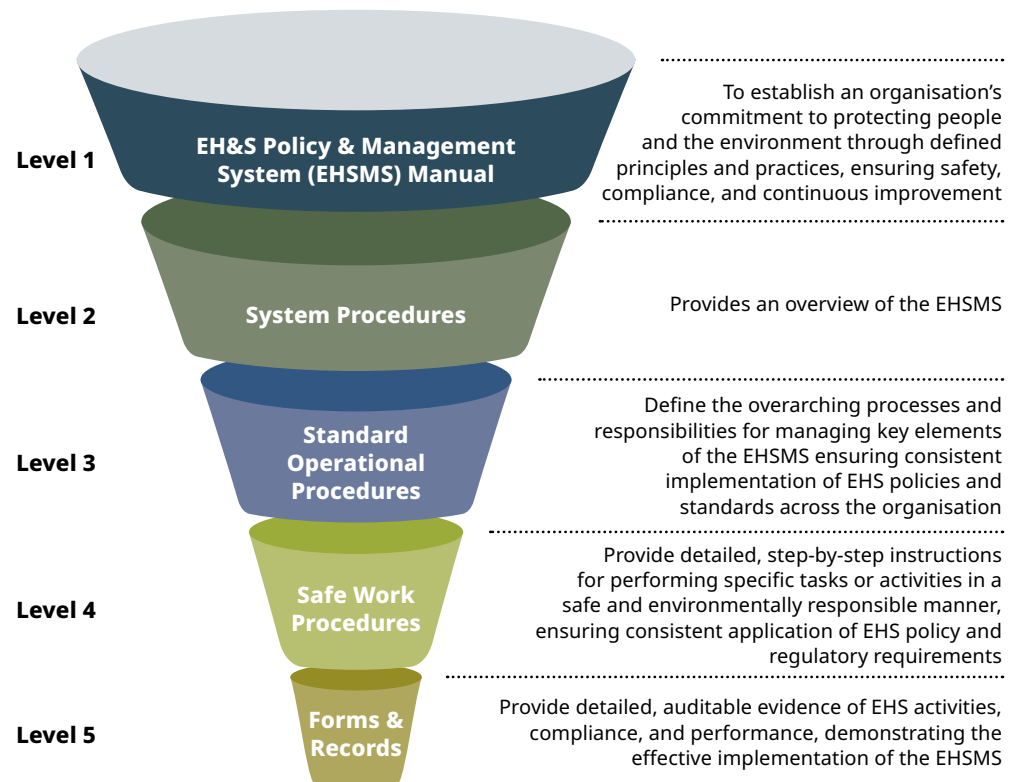 Level 1
EH&S Policy & Management
System (EHSMS) Manual
To establish an organisation’s
commitment to protecting people
and the environment through defined
principles and practices, ensuring safety,
compliance, and continuous improvement
Level 2
System Procedures
Provides an overview of the EHSMS
Level 3
Standard
Operational
Procedures
Define the overarching processes and
responsibilities for managing key elements
of the EHSMS ensuring consistent
implementation of EHS policies and
standards across the organisation
Level 4
Safe Work
Procedures
Provide detailed, step-by-step instructions
for performing specific tasks or activities in a
safe and environmentally responsible manner,
ensuring consistent application of EHS policy and
regulatory requirements
Level 5
Forms &
Records
Provide detailed, auditable evidence of EHS activities,
compliance, and performance, demonstrating the
effective implementation of the EHSMS